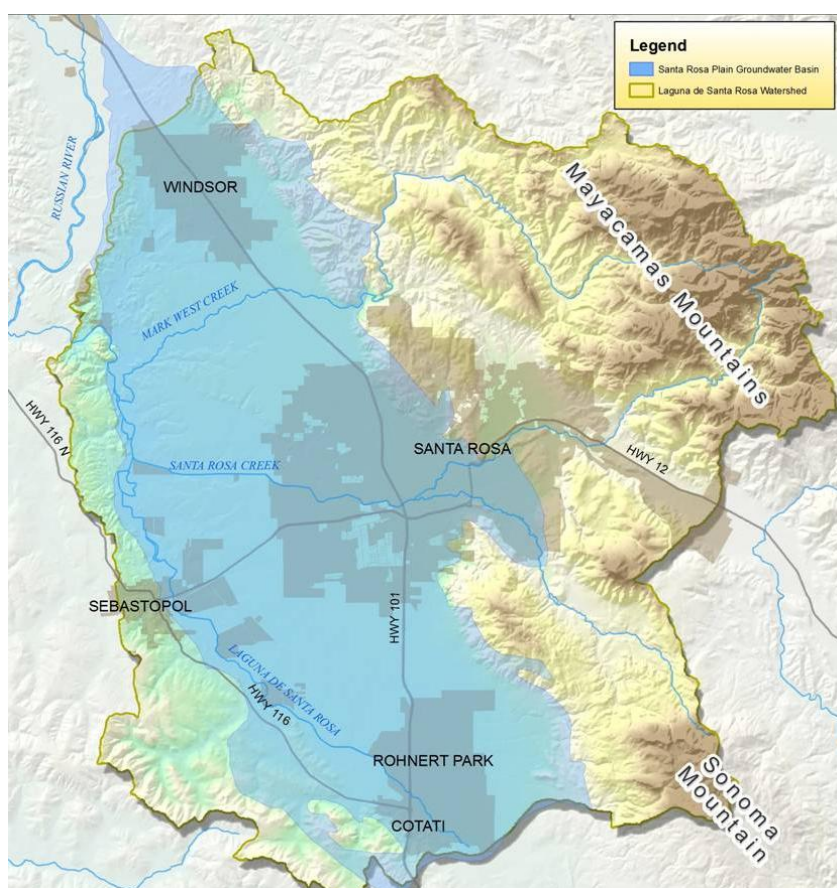 Legend
Santa Rosa Plain Groundwater Basin
Laguna de Santa Rosa Watershed
WINDSOR
RUSSIAN RIVER
Mayacamas Mountains
MARK WEST CREEK
HWY 116 N
SANTA ROSA
SANTA ROSA CREEK
HWY 12
SEBASTOPOL
HWY 101
LAGUNA DE SANTA ROSA
HWY 116
ROHNERT PARK
Sonoma
Mountain
COTATI